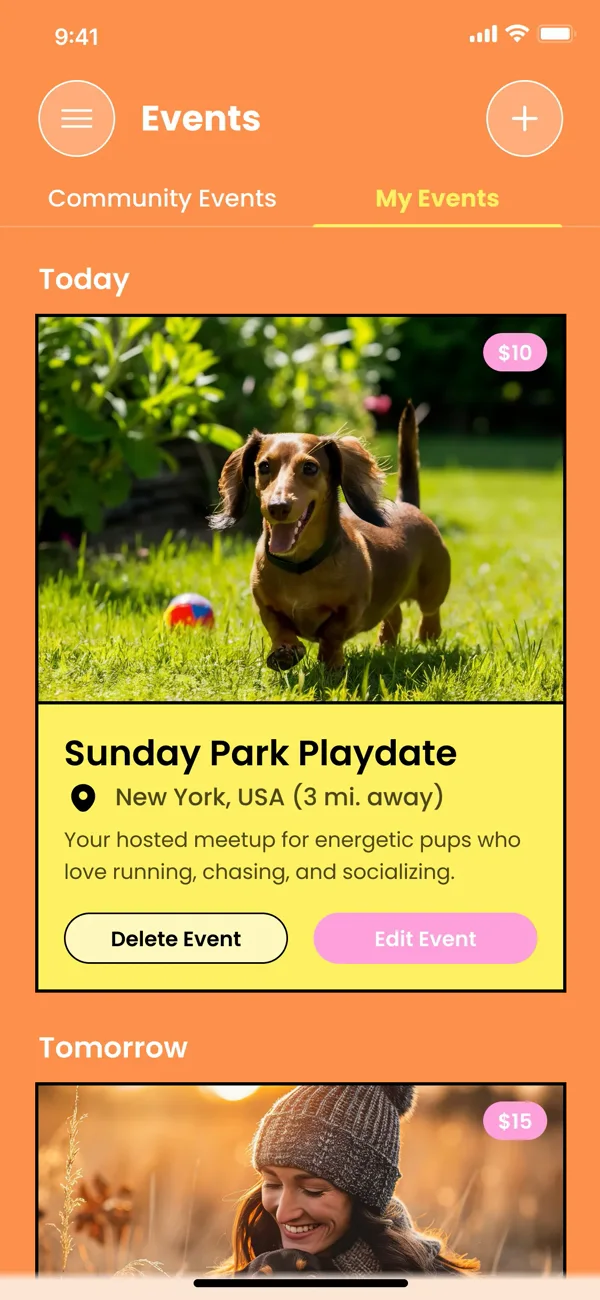 9:41
Events
Community Events
My Events
Today
$10
Sunday Park Playdate
New York, USA (3 mi. away)
Your hosted meetup for energetic pups who
love running, chasing, and socializing.
Delete Event
Edit Event
Tomorrow
$15